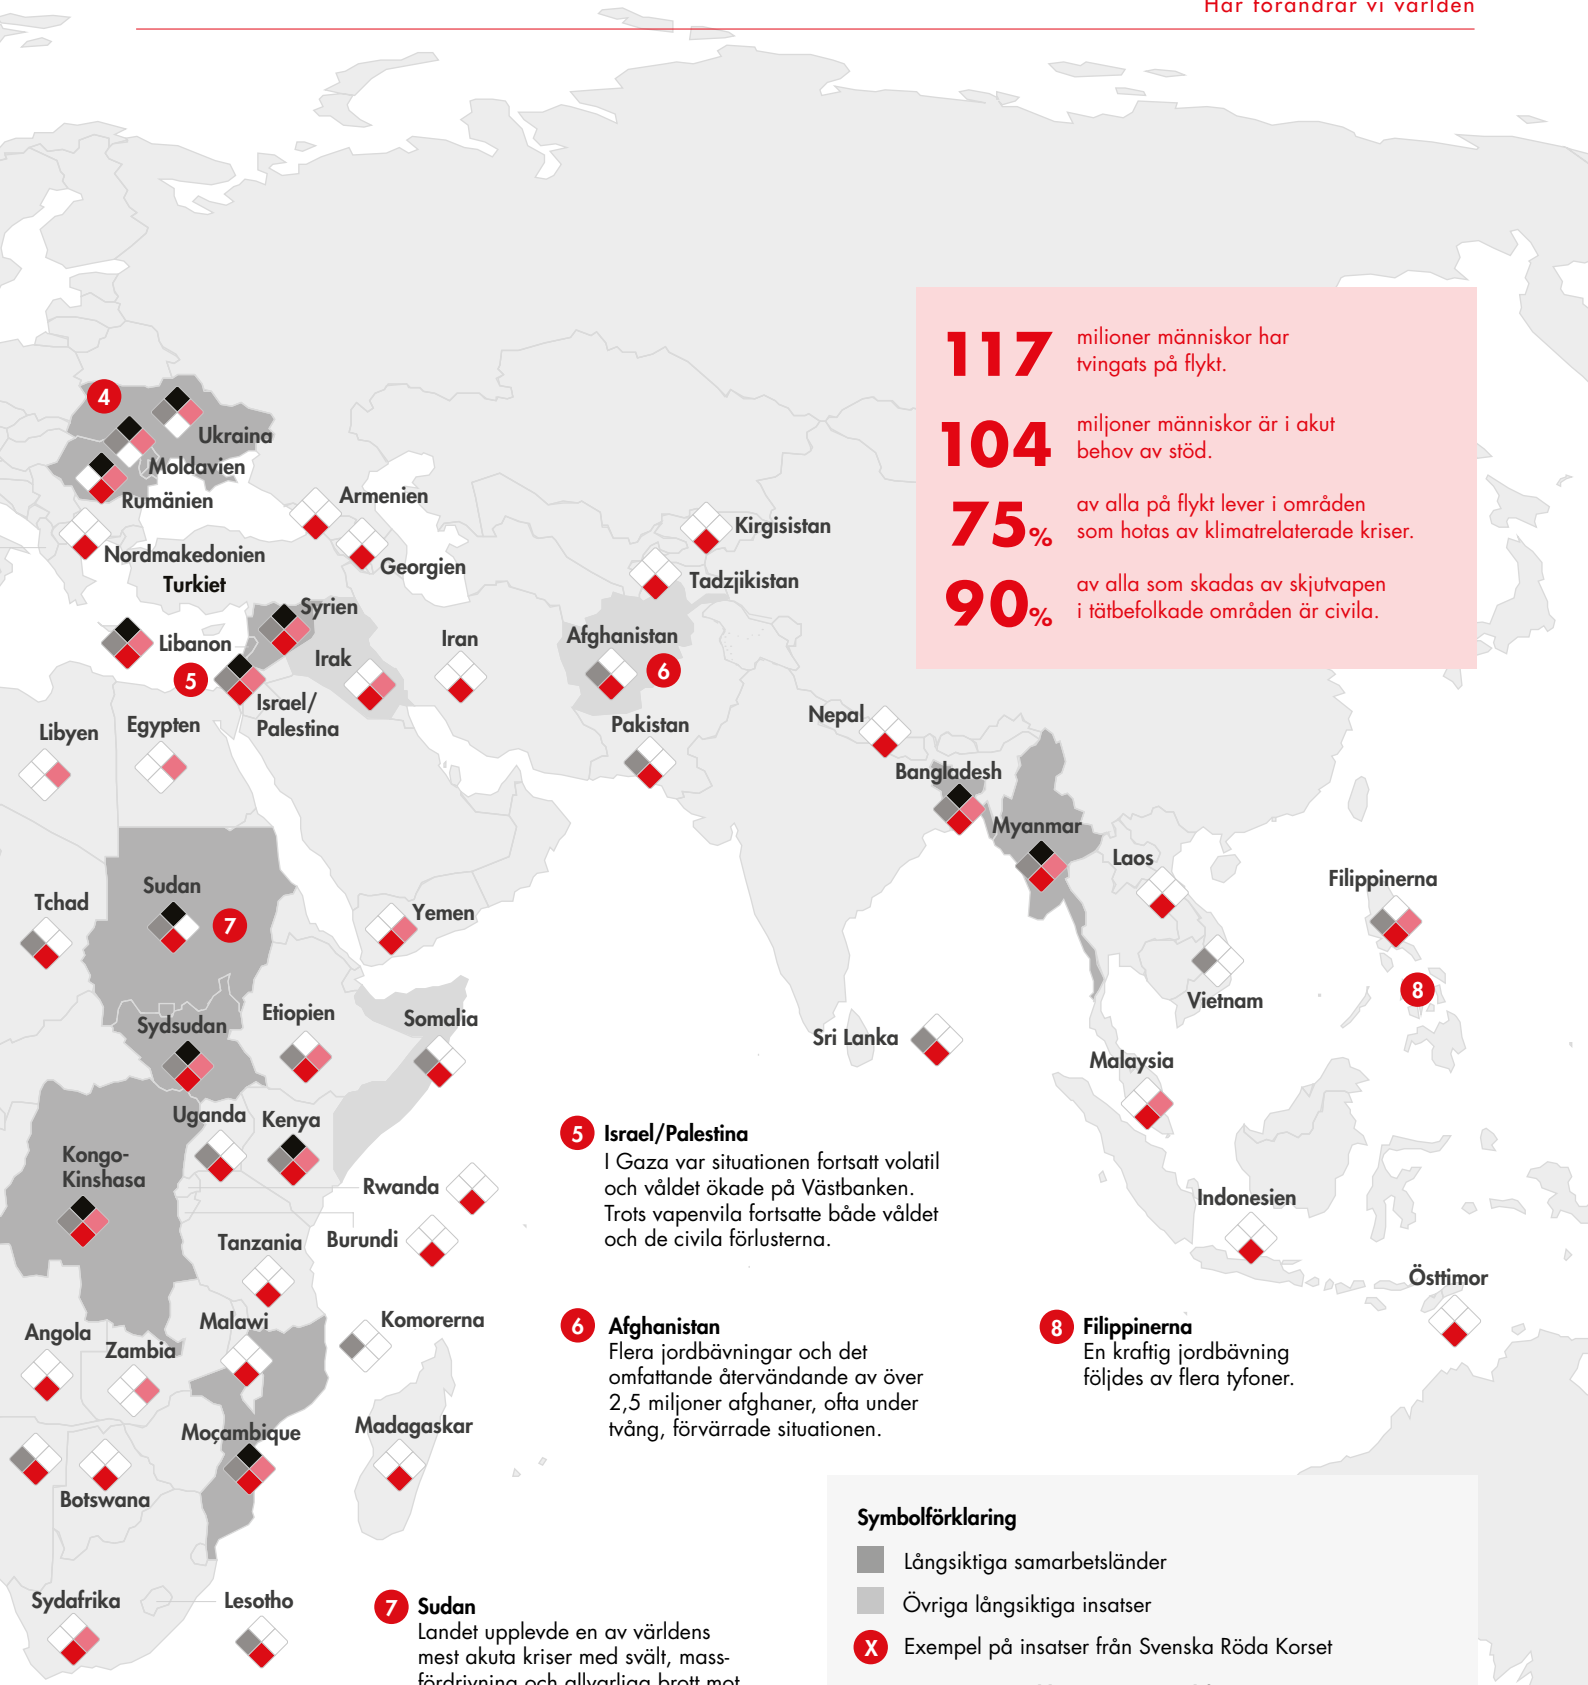 Här förändrar vi världen
117
milioner människor har
tvingats på flykt.
104
miljoner människor är i akut
behov av stöd.
75%
av alla på flykt lever i områden
som hotas av klimatrelaterade kriser.
90%
av alla som skadas av skjutvapen
i tätbefolkade områden är civila.
4
Ukraina
Moldavien
Rumänien
Armenien
Kirgisistan
Nordmakedonien
Georgien
Turkiet
Tadzjikistan
Syrien
Libanon
Irak
Iran
Afghanistan
5
6
Israel/
Palestina
Libyen
Egypten
Pakistan
Nepal
Bangladesh
Myanmar
Laos
Filippinerna
Tchad
Sudan
7
Yemen
8
Vietnam
Sydsudan
Etiopien
Somalia
Sri Lanka
Malaysia
Uganda
Kenya
Kongo-
Kinshasa
Rwanda
Burundi
Tanzania
Indonesien
Östtimor
Angola
Zambia
Malawi
Komorerna
Moçambique
Madagaskar
Botswana
Sydafrika
Lesotho
5 Israel/Palestina
I Gaza var situationen fortsatt volatil
och våldet ökade på Västbanken.
Trots vapenvila fortsatte både våldet
och de civila förlusterna.
6 Afghanistan
Flera jordbävningar och det
omfattande återvändande av över
2,5 miljoner afghaner, ofta under
tvång, förvärrade situationen.
8 Filippinerna
En kraftig jordbävning
följdes av flera tyfoner.
7 Sudan
Landet upplevde en av världens
mest akuta kriser med svält, mass-
fördrivning och allvarliga brott mot
Symbolförklaring
Långsiktiga samarbetsländer
Övriga långsiktiga insatser
X Exempel på insatser från Svenska Röda Korset